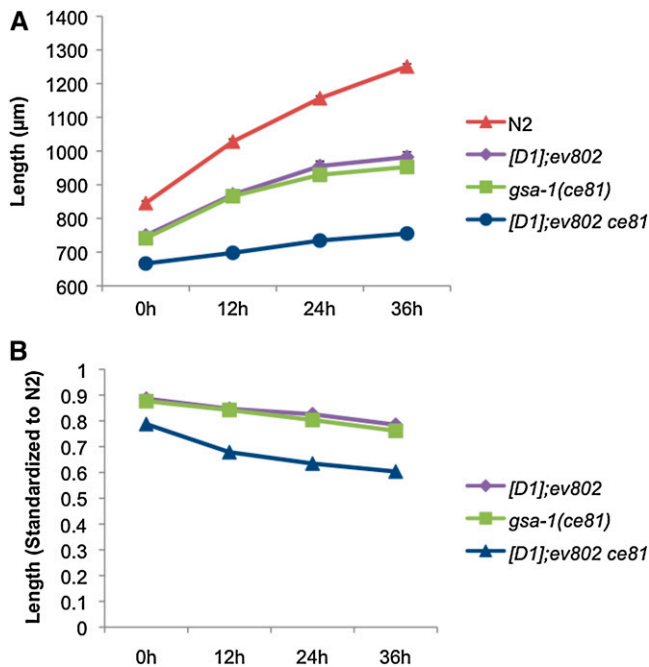 A
Length (µm)
1400
1300
1200
1100
1000
900
800
700
600
0h
12h
24h
36h
N2
[D1];ev802
gsa-1(ce81)
[D1];ev802 ce81
B
Length (Standardized to N2)
1
0.9
0.8
0.7
0.6
0.5
0.4
0.3
0.2
0.1
0
0h
12h
24h
36h
[D1];ev802
gsa-1(ce81)
[D1];ev802 ce81